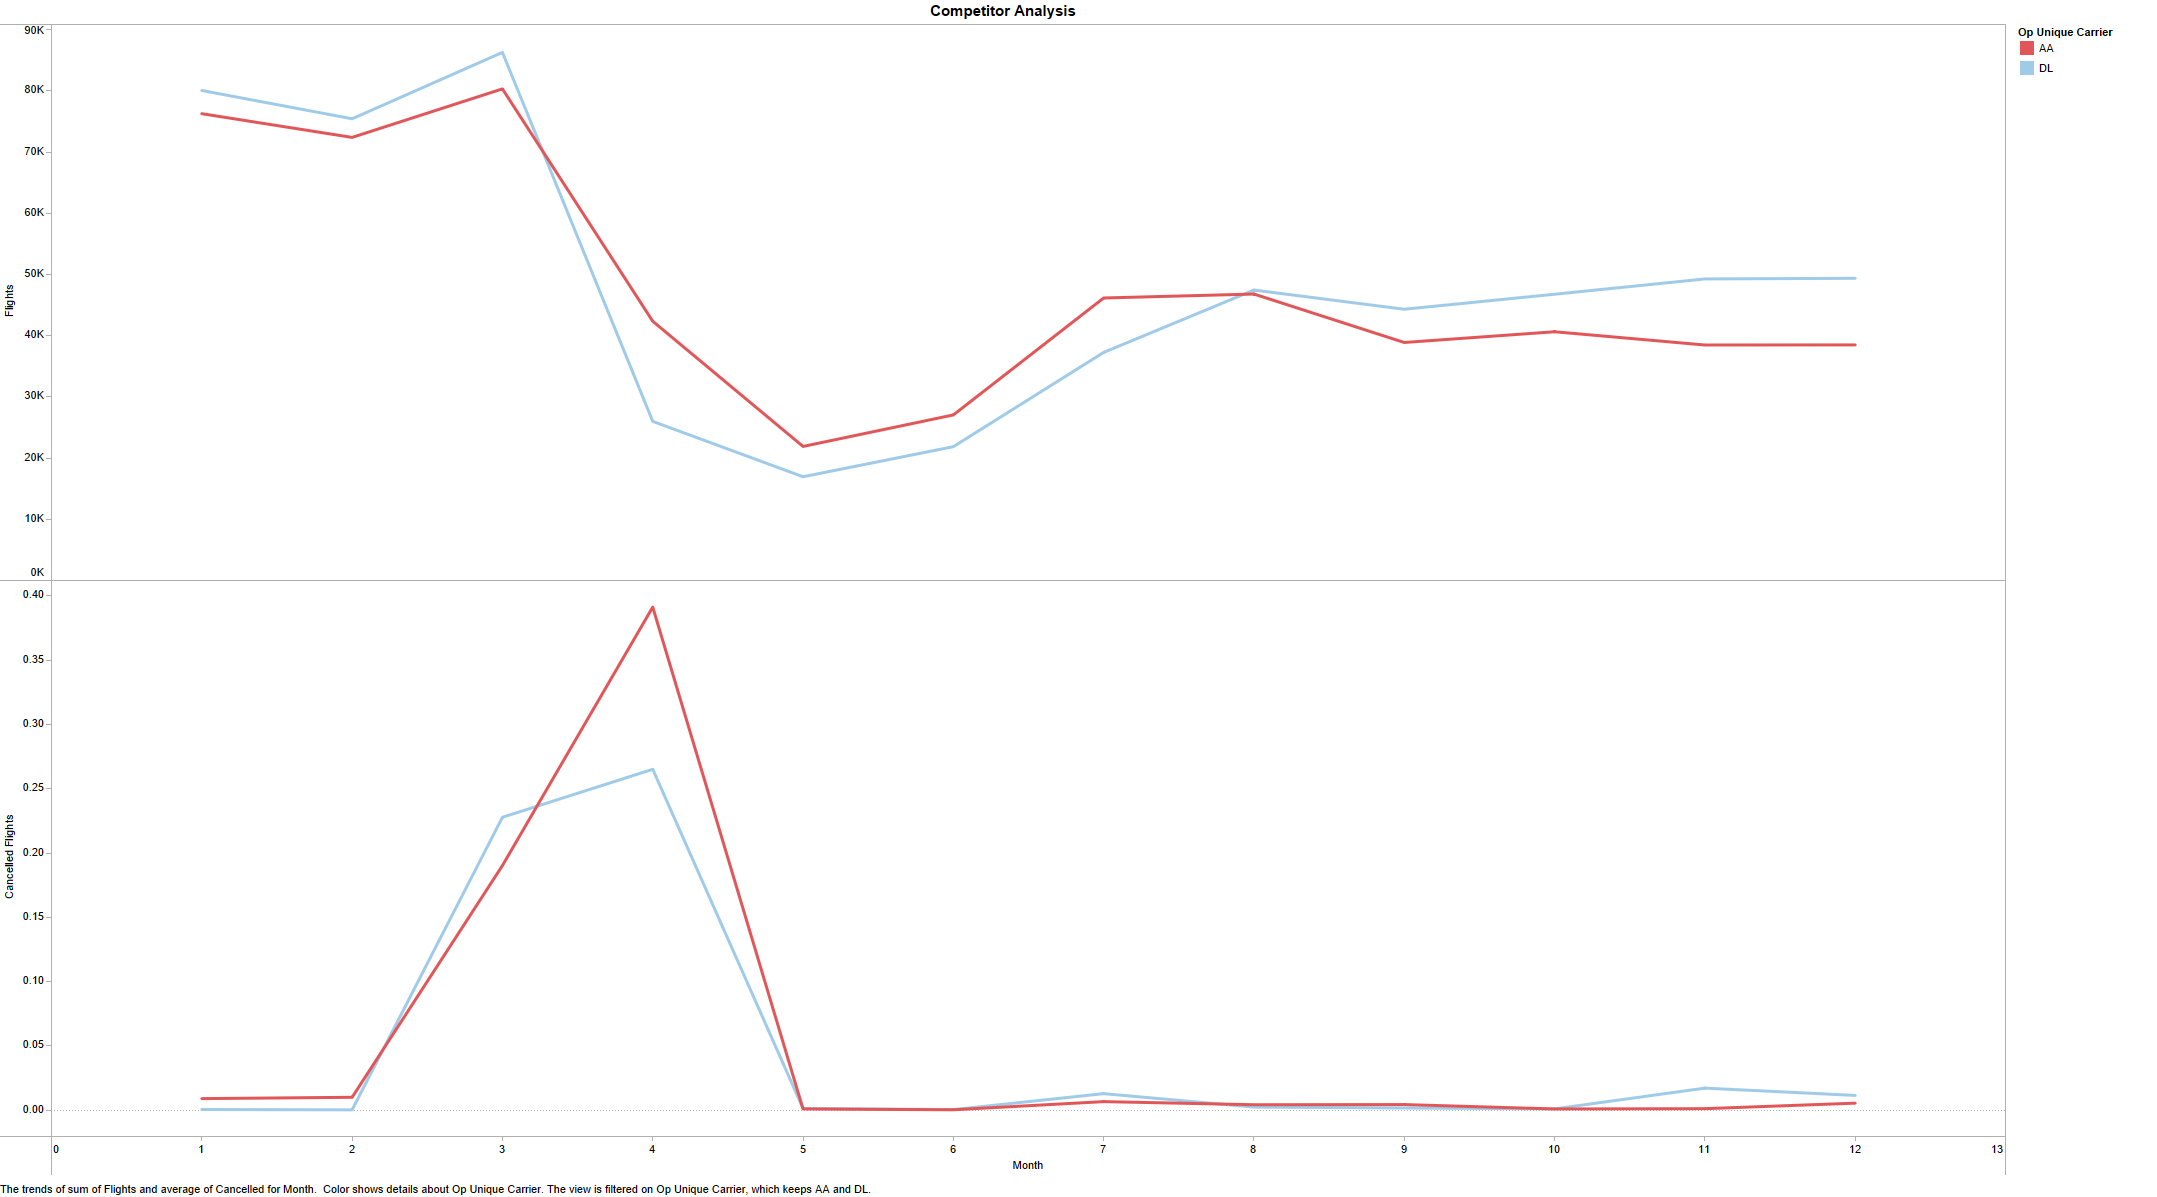 Competitor Analysis
Op Unique Carrier
AA
DL
90K
80K
70K
60K
50K
40K
30K
20K
10K
0K
Flights
0.40
0.35
0.30
0.25
0.20
0.15
0.10
0.05
0.00
Cancelled Flights
0 1 2 3 4 5 6 7 8 9 10 11 12 13
Month
The trends of sum of Flights and average of Cancelled for Month.  Color shows details about Op Unique Carrier. The view is filtered on Op Unique Carrier, which keeps AA and DL.